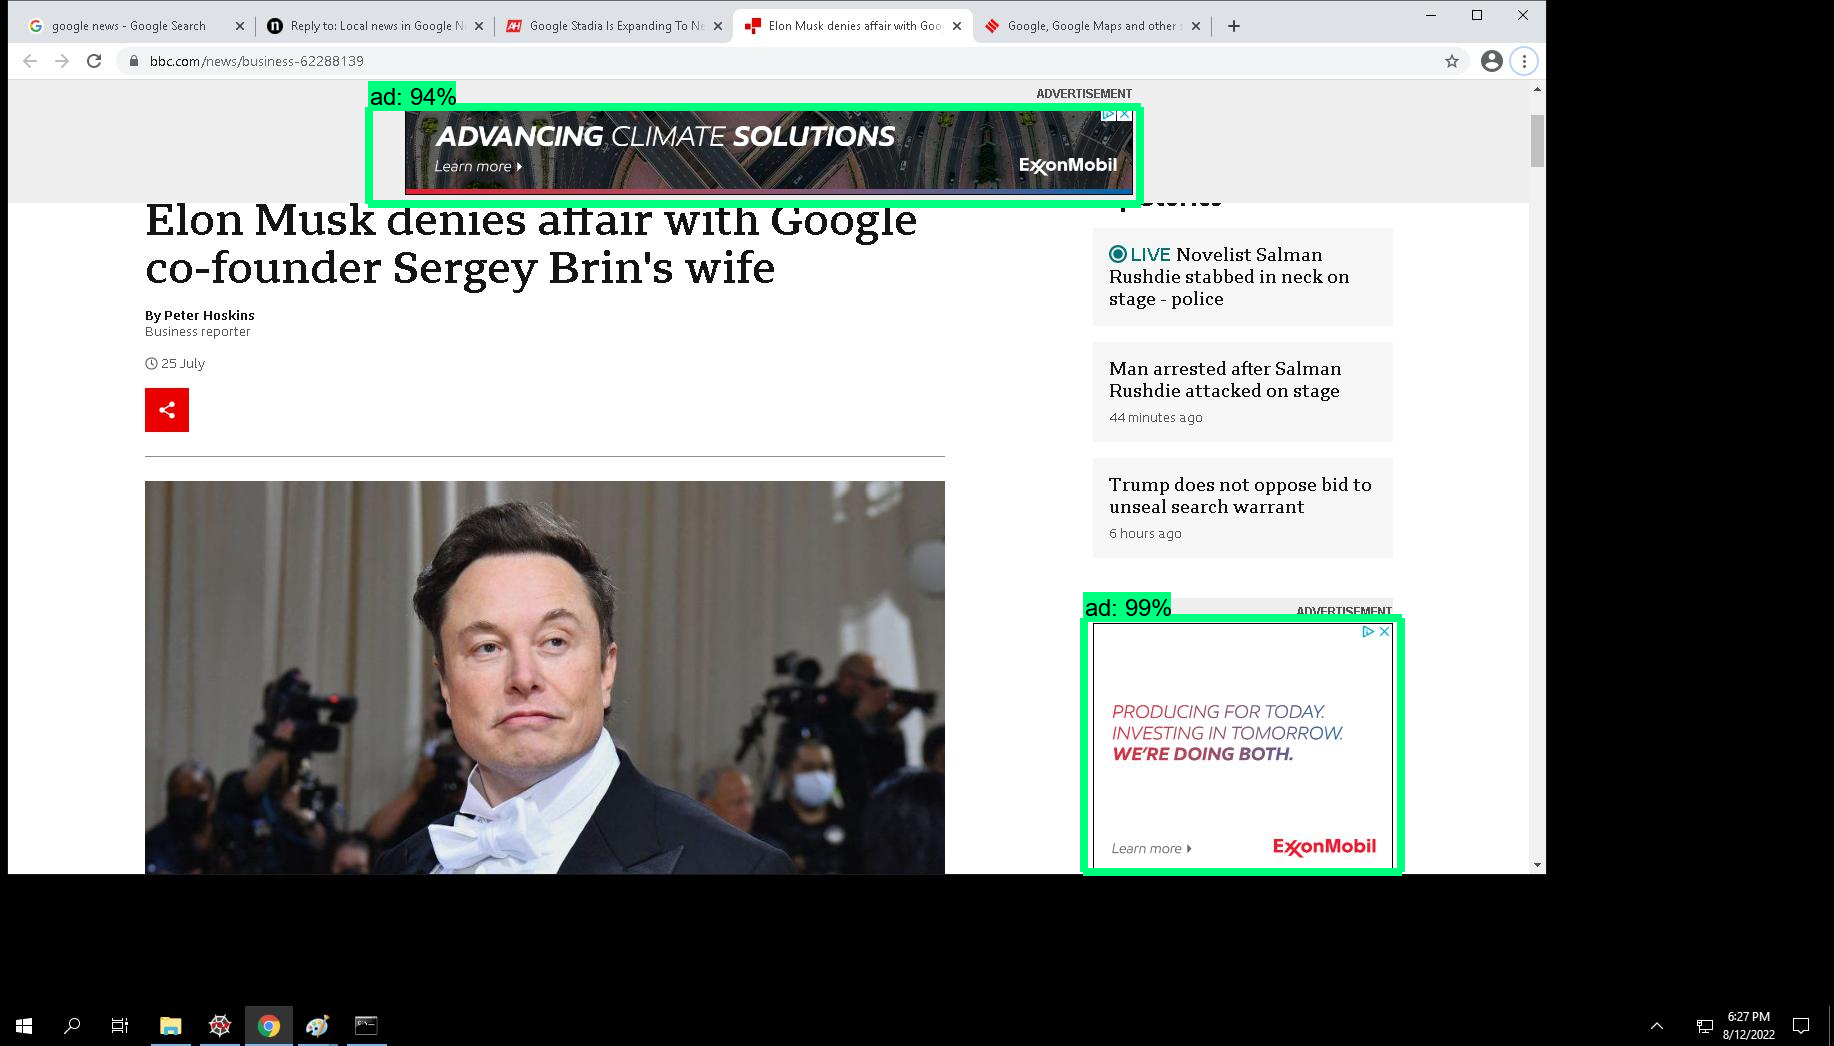 google news - Google Search
Reply to: Local news in Google N
Google Stadia Is Expanding To Ne
Elon Musk denies affair with Goo
Google, Google Maps and other s
bbc.com/news/business-62288139
ad: 94%
ADVERTISEMENT
ADVANCING CLIMATE SOLUTIONS
Learn more
ExxonMobil
Elon Musk denies affair with Google
co-founder Sergey Brin's wife
By Peter Hoskins
Business reporter
25 July
LIVE Novelist Salman
Rushdie stabbed in neck on
stage - police
Man arrested after Salman
Rushdie attacked on stage
44 minutes ago
Trump does not oppose bid to
unseal search warrant
6 hours ago
ad: 99%
ADVERTISEMENT
PRODUCING FOR TODAY.
INVESTING IN TOMORROW.
WE'RE DOING BOTH.
Learn more
ExxonMobil
6:27 PM
8/12/2022